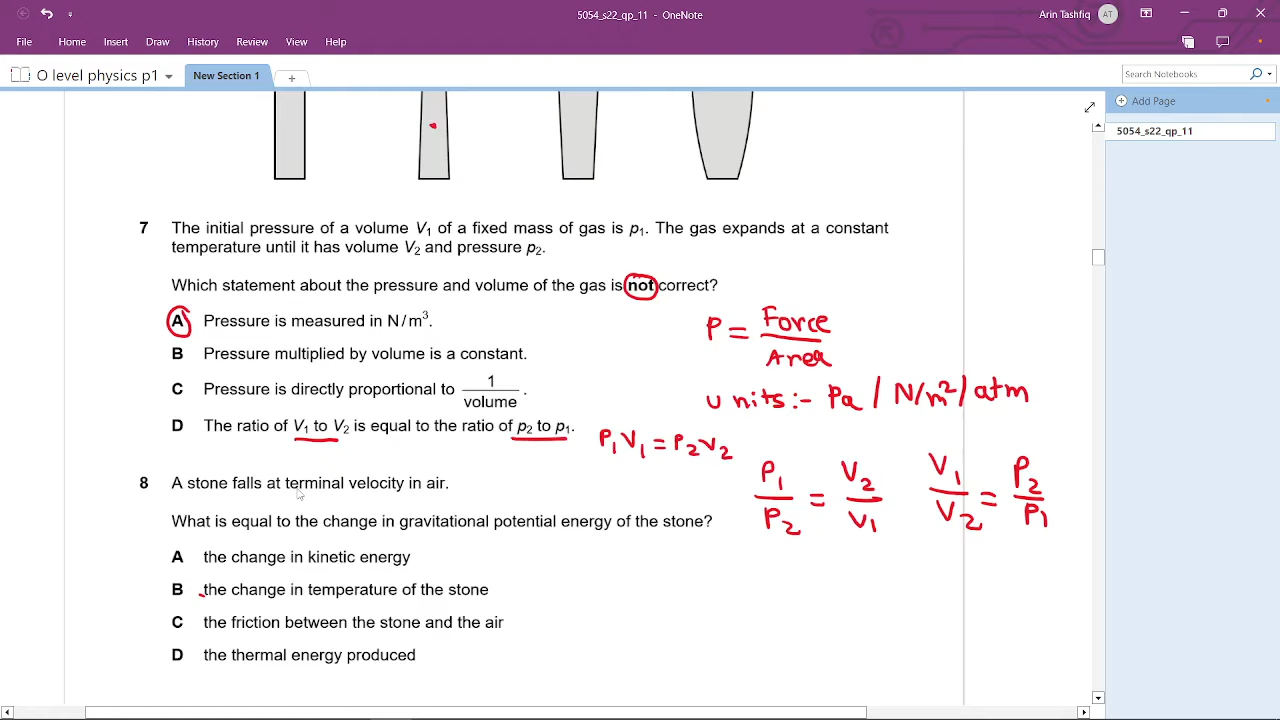 5054_s22_qp_11 - OneNote
Arin Tashfiq AT
File Home Insert Draw History Review View Help
O level physics p1
New Section 1
+
Search Notebooks
Add Page
5054_s22_qp_11
7 The initial pressure of a volume V₁ of a fixed mass of gas is p₁. The gas expands at a constant
temperature until it has volume V₂ and pressure p₂.
Which statement about the pressure and volume of the gas is not correct?
A Pressure is measured in N/m³.
B Pressure multiplied by volume is a constant.
C Pressure is directly proportional to 1/volume.
D The ratio of V₁ to V₂ is equal to the ratio of p₂ to p₁.
P = Force/Area
units:- Pa / N/m² / atm
P₁V₁ = P₂V₂
P₁/P₂ = V₂/V₁
V₁/V₂ = P₂/P₁
8 A stone falls at terminal velocity in air.
What is equal to the change in gravitational potential energy of the stone?
A the change in kinetic energy
B the change in temperature of the stone
C the friction between the stone and the air
D the thermal energy produced